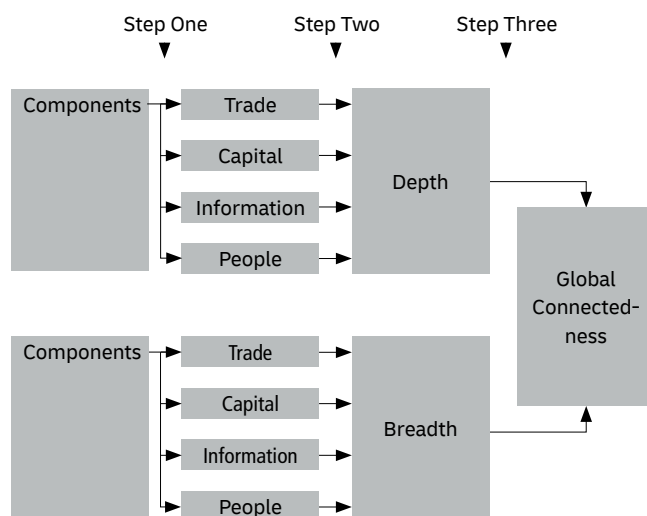 Step One
Step Two
Step Three
Components
Trade
Capital
Information
People
Depth
Global
Connected-
ness
Components
Trade
Capital
Information
People
Breadth